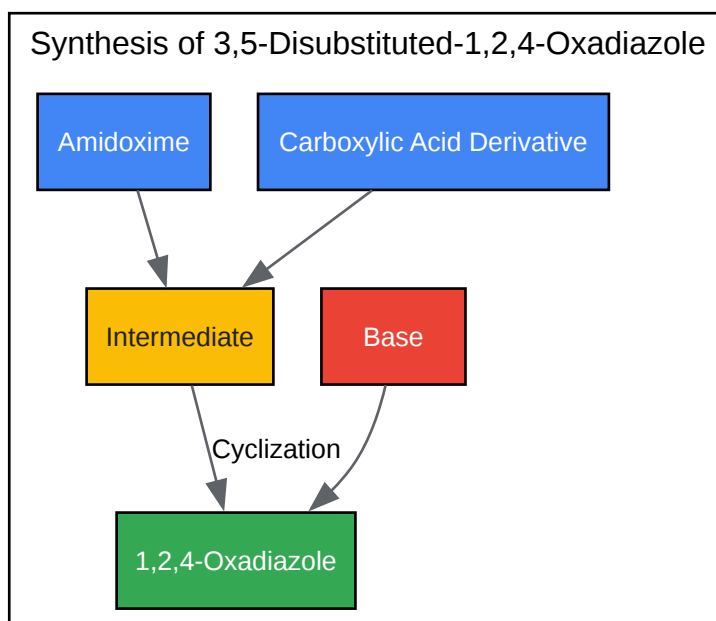 Synthesis of 3,5-Disubstituted-1,2,4-Oxadiazole
Amidoxime
Carboxylic Acid Derivative
Intermediate
Base
Cyclization
1,2,4-Oxadiazole